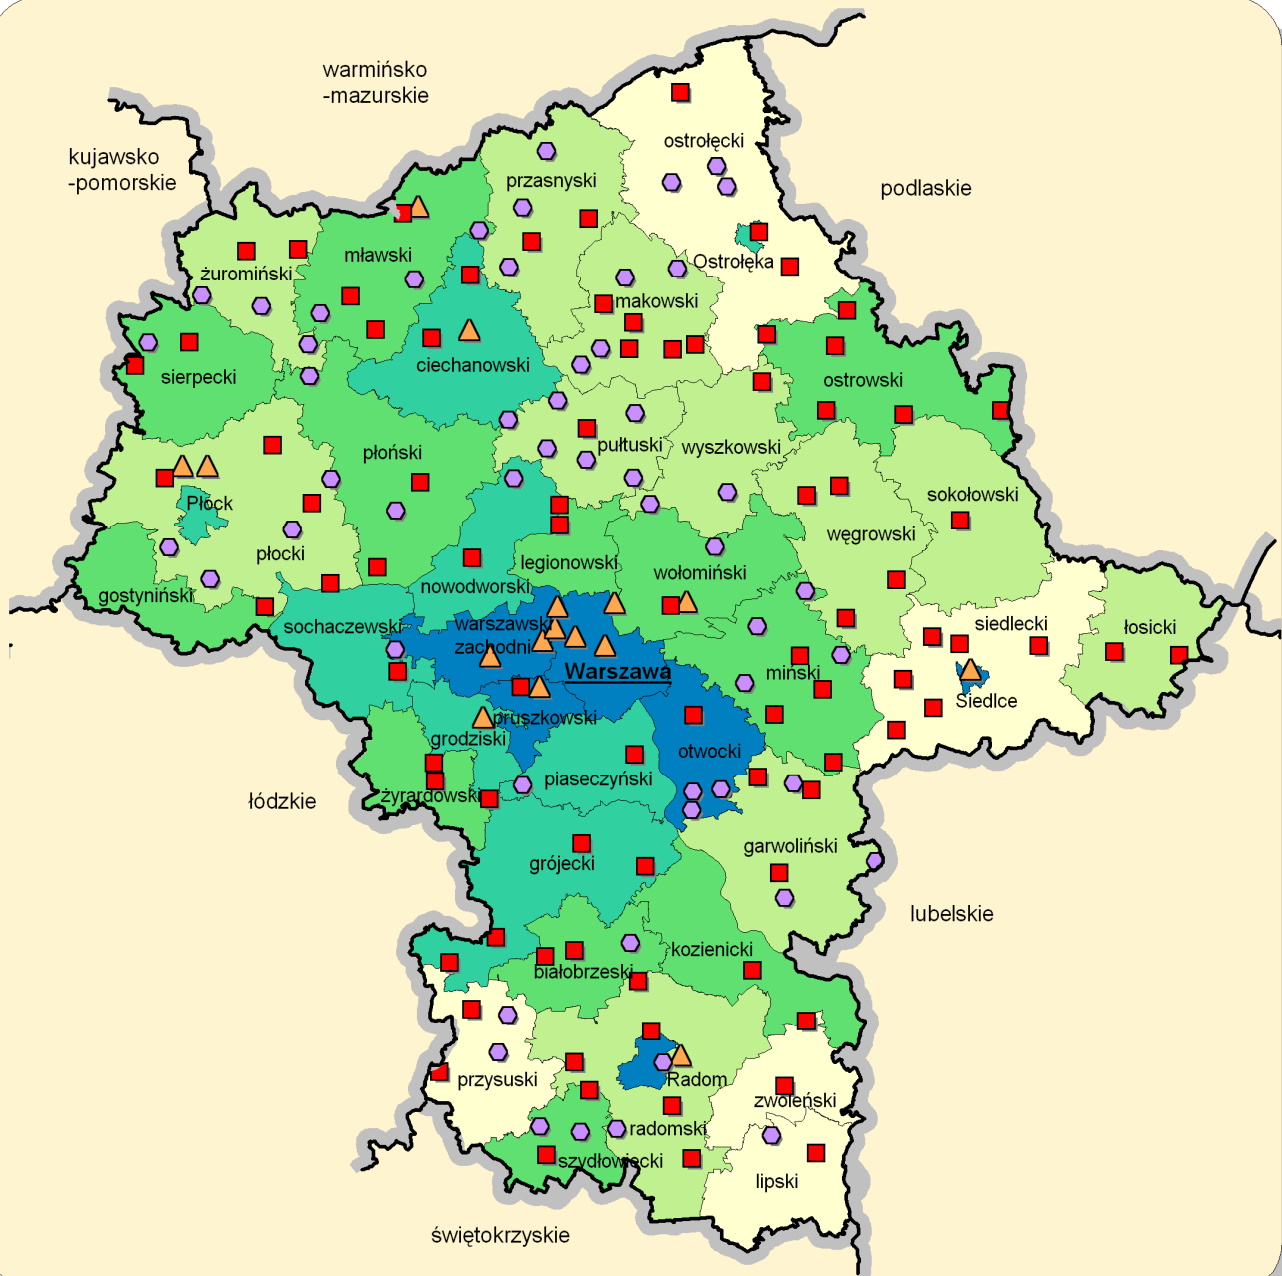 warmińsko
-mazurskie
kujawsko
-pomorskie
podlaskie
ostrołęcki
przasnyski
mławski
żuromiński
Ostrołęka
makowski
ciechanowski
sierpecki
ostrowski
płoński
pułtuski
wyszkowski
sokołowski
Płock
węgrowski
płocki
legionowski
wołomiński
nowodworski
gostyniński
sochaczewski
warszawski
zachodni
siedlecki
łosicki
Warszawa
miński
Siedlce
pruszkowski
grodziski
otwocki
piaseczyński
żyrardowski
łódzkie
garwoliński
grójecki
lubelskie
kozienicki
białobrzeski
przysuski
Radom
zwoleński
radomski
szydłowiecki
lipski
świętokrzyskie